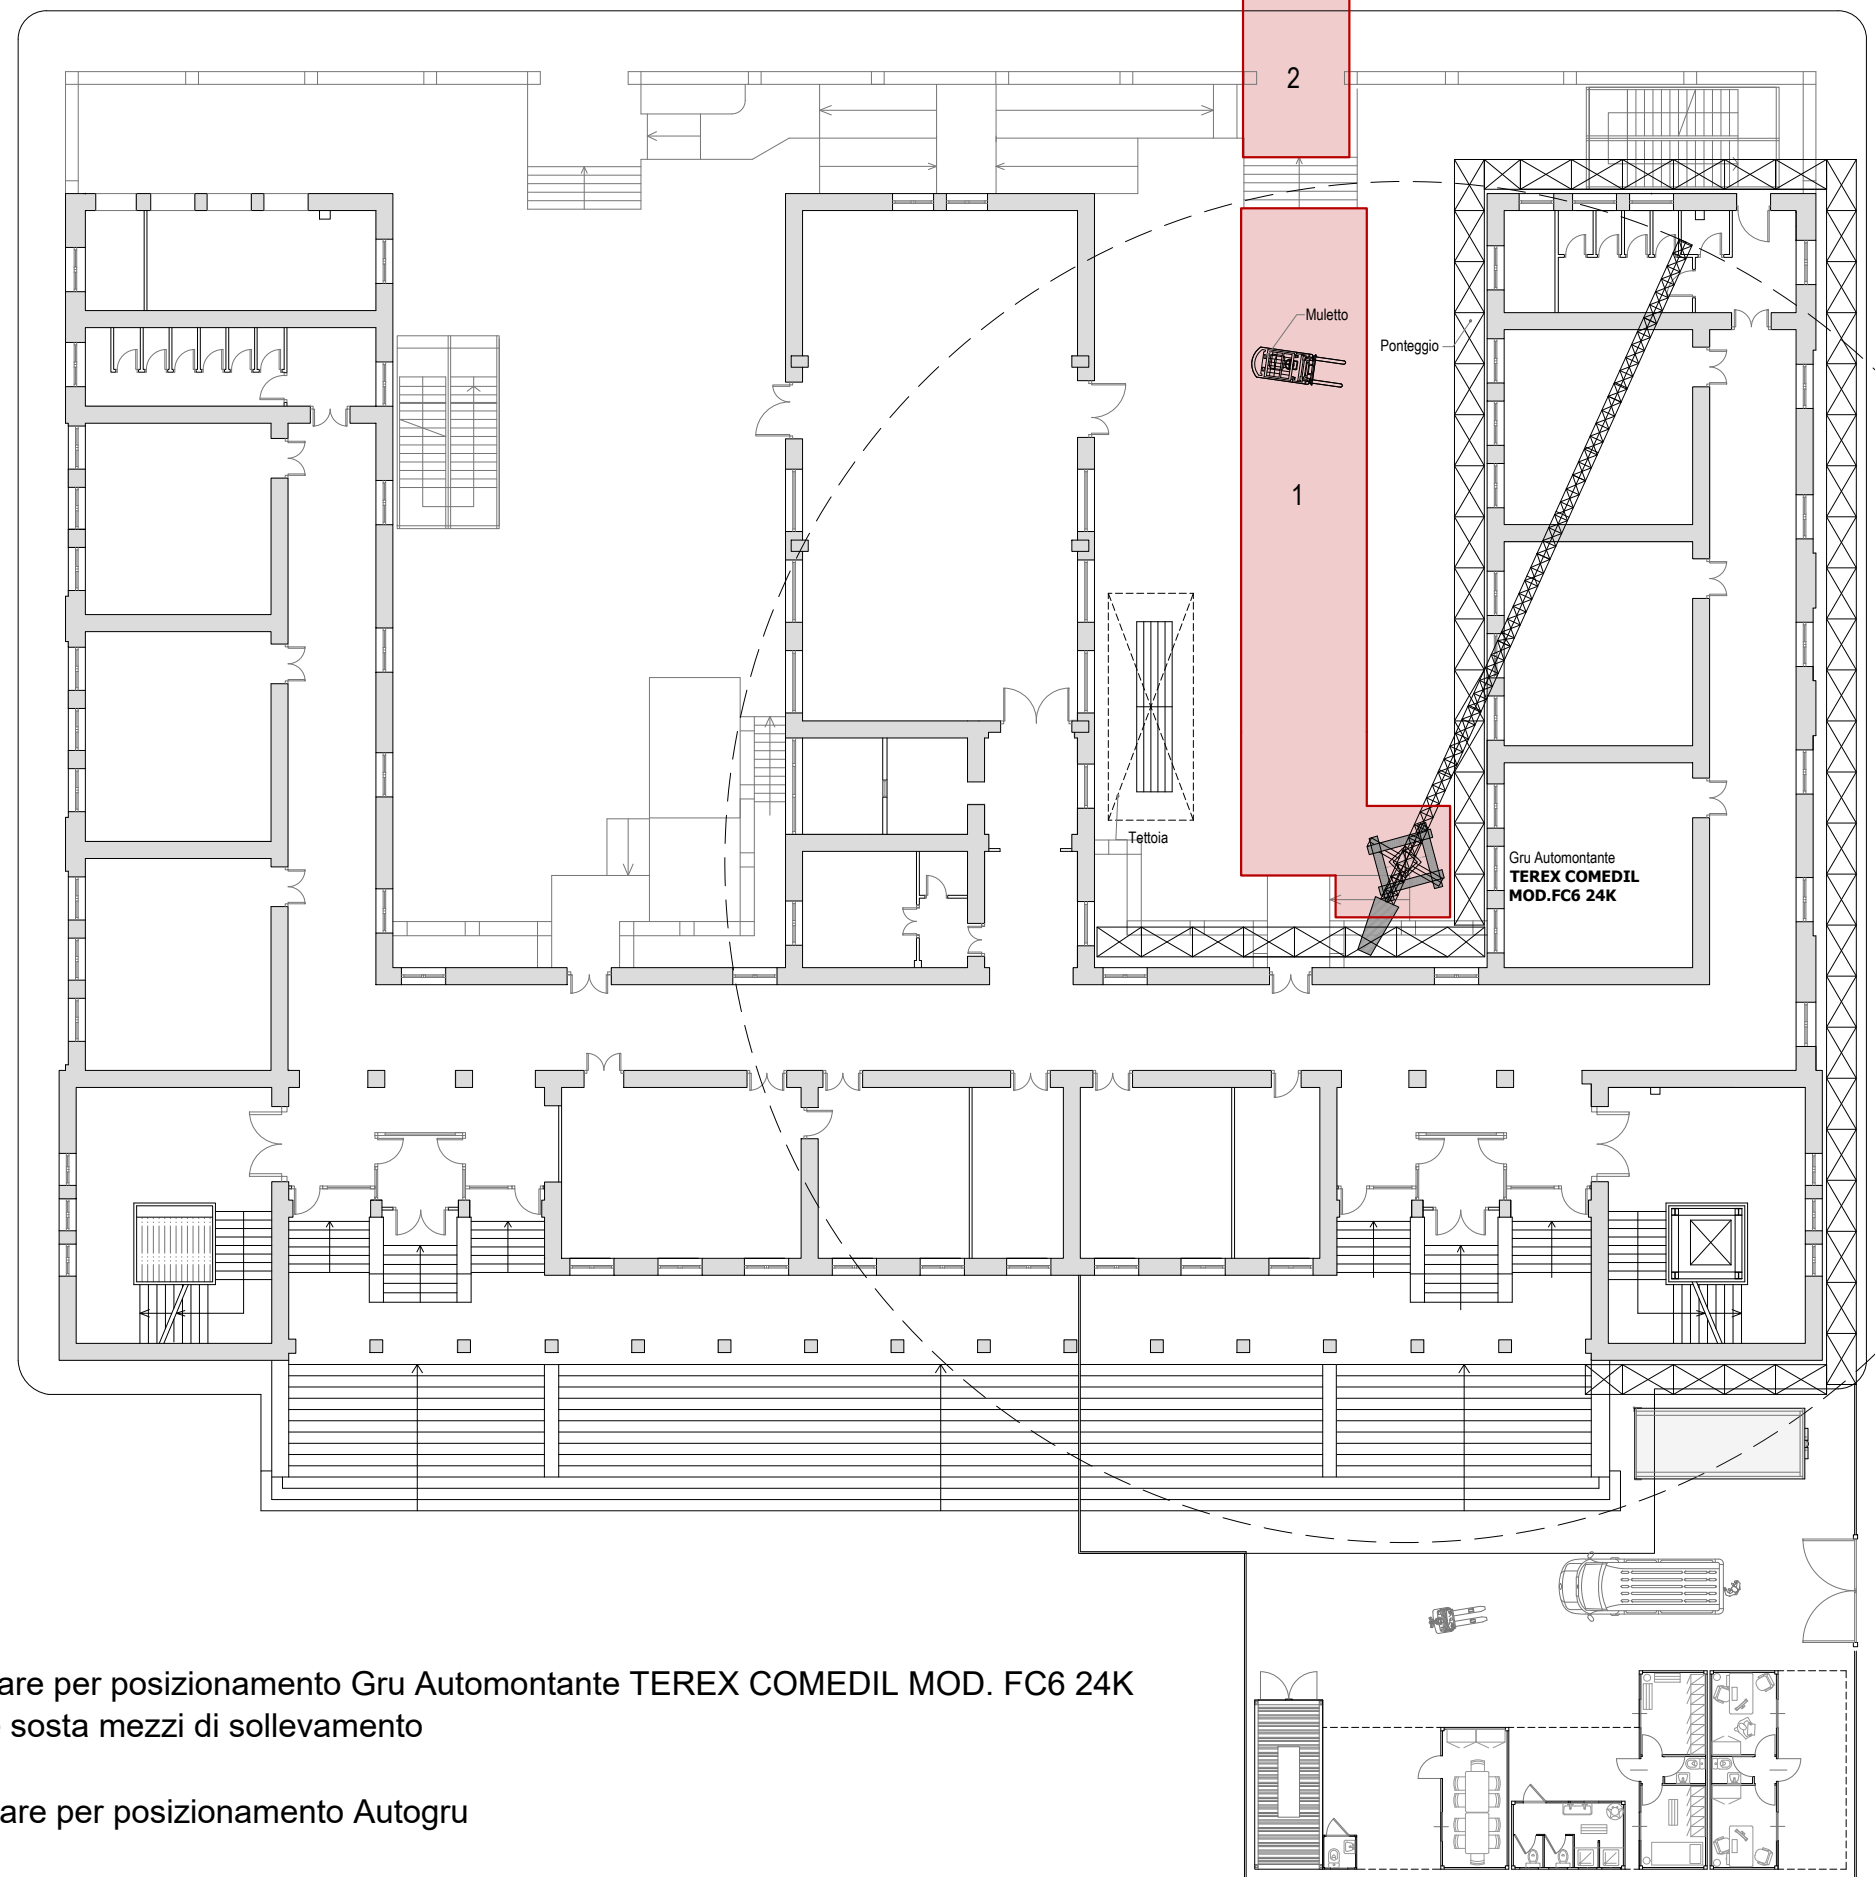 2
Muletto
Ponteggio
1
Tettoia
Gru Automontante
TEREX COMEDIL
MOD.FC6 24K
are per posizionamento Gru Automontante TEREX COMEDIL MOD. FC6 24K
sosta mezzi di sollevamento
are per posizionamento Autogru